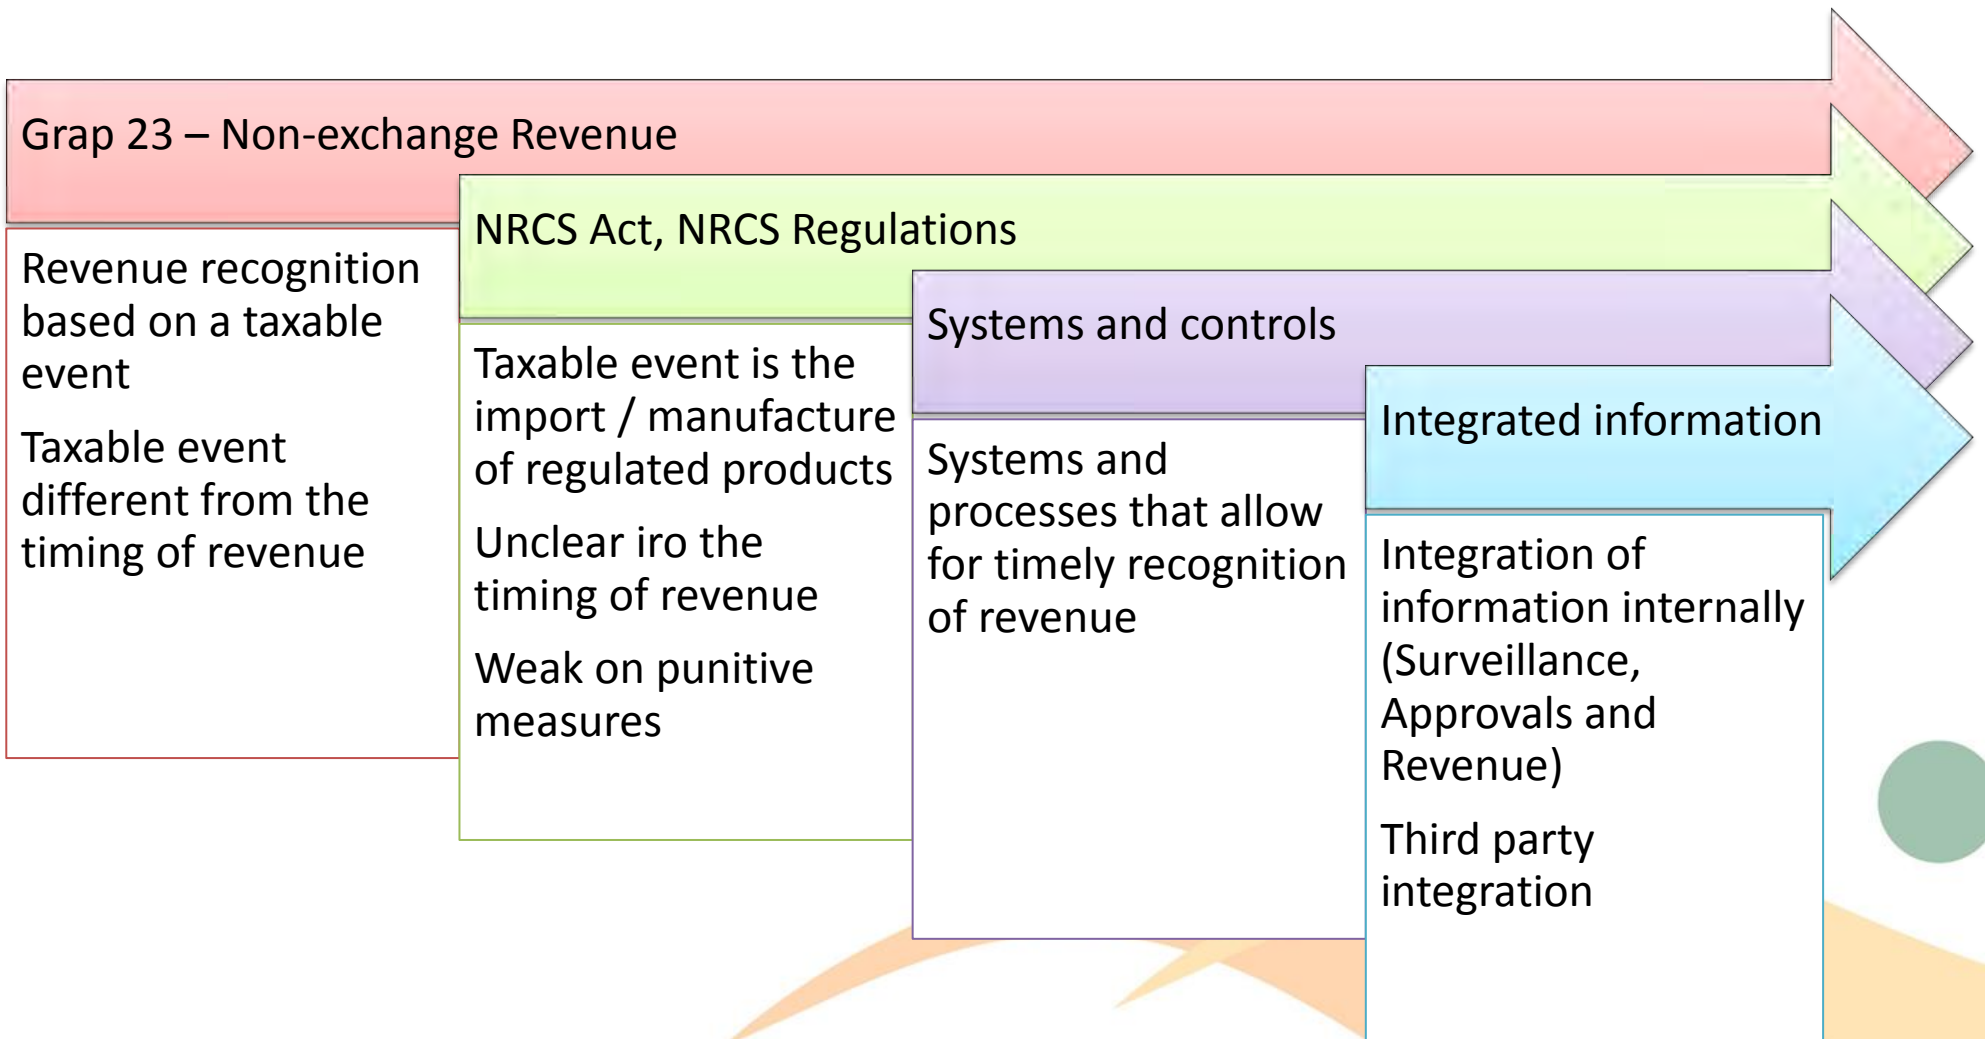 Grap 23 – Non-exchange Revenue
Revenue recognition
based on a taxable
event
Taxable event
different from the
timing of revenue
NRCS Act, NRCS Regulations
Taxable event is the
import / manufacture
of regulated products
Unclear iro the
timing of revenue
Weak on punitive
measures
Systems and controls
Systems and
processes that allow
for timely recognition
of revenue
Integrated information
Integration of
information internally
(Surveillance,
Approvals and
Revenue)
Third party
integration